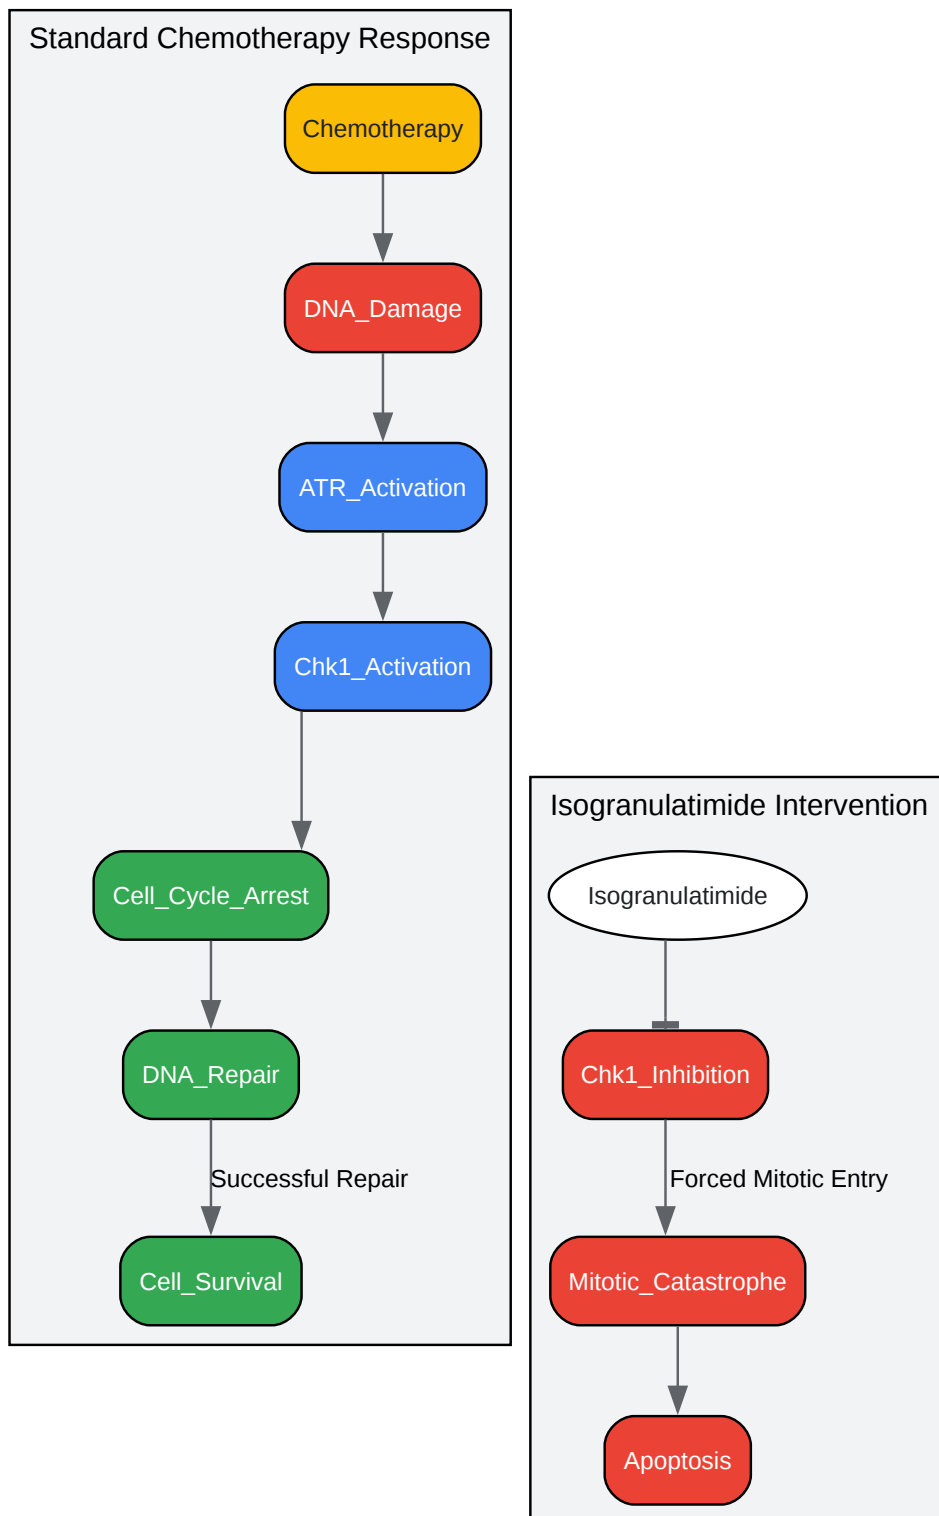 Standard Chemotherapy Response
Chemotherapy
DNA_Damage
ATR_Activation
Chk1_Activation
Cell_Cycle_Arrest
DNA_Repair
Successful Repair
Cell_Survival
Isogranulatimide Intervention
Isogranulatimide
Chk1_Inhibition
Forced Mitotic Entry
Mitotic_Catastrophe
Apoptosis